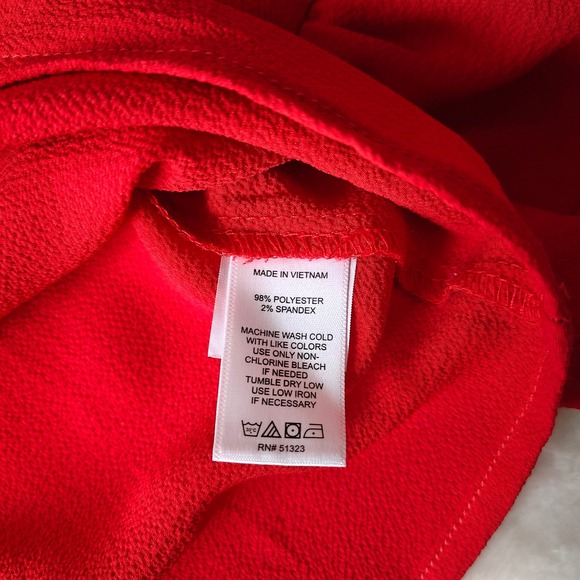 MADE IN VIETNAM
98% POLYESTER
2% SPANDEX
MACHINE WASH COLD
WITH LIKE COLORS
USE ONLY NON-
CHLORINE BLEACH
IF NEEDED
TUMBLE DRY LOW
USE LOW IRON
IF NECESSARY
RN# 51323